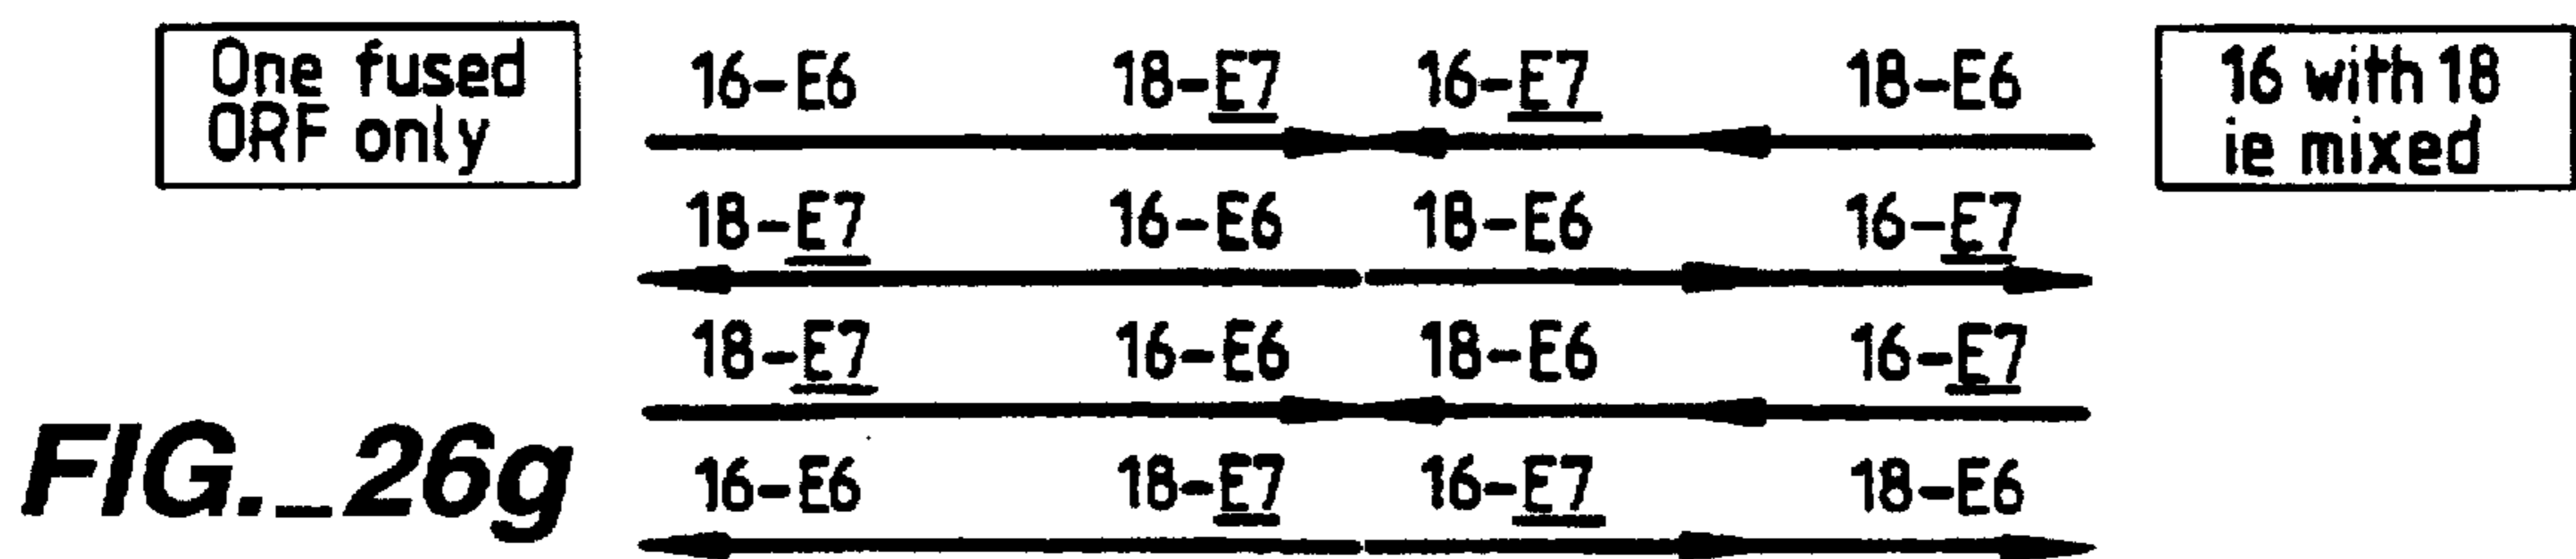 One fused
ORF only
16-E6 18-E7 16-E7 18-E6
16 with 18
ie mixed
18-E7 16-E6 18-E6 16-E7
18-E7 16-E6 18-E6 16-E7
FIG._26g
16-E6 18-E7 16-E7 18-E6